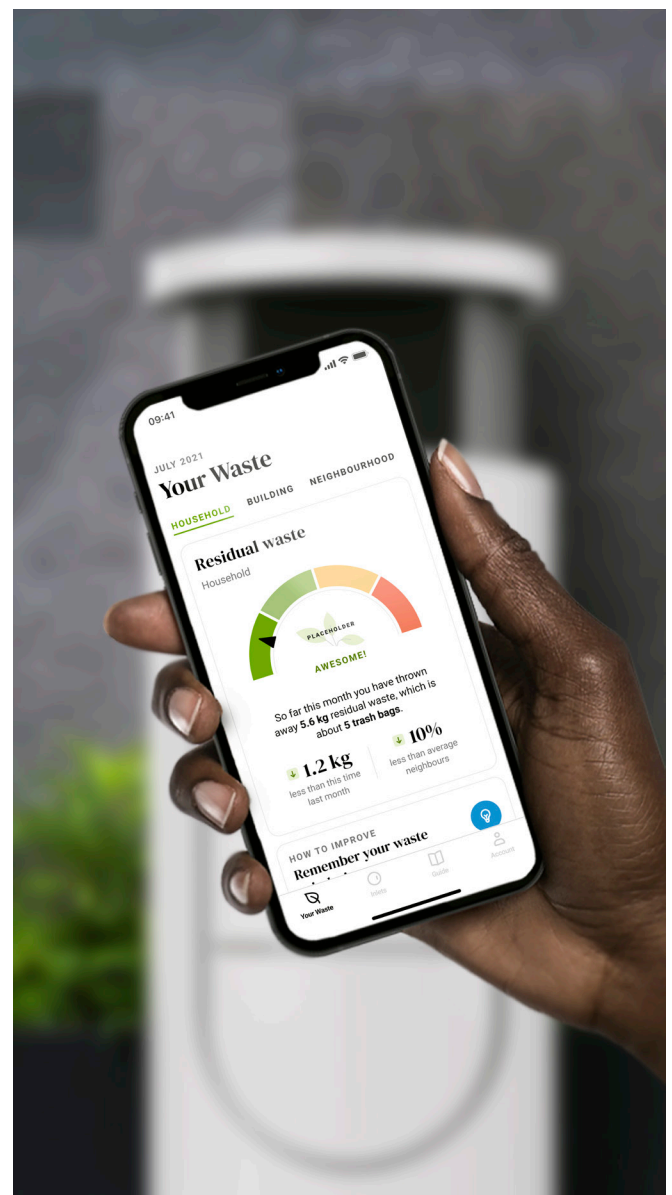 09:41
JULY 2021
Your Waste
HOUSEHOLD BUILDING NEIGHBOURHOOD
Residual waste
Household
PLACEHOLDER
AWESOME!
So far this month you have thrown
away 5.6 kg residual waste, which is
about 5 trash bags.
1.2 kg
less than this time
last month
10%
less than average
neighbours
HOW TO IMPROVE
Remember your waste
Your Waste
Inlets
Guide
Account